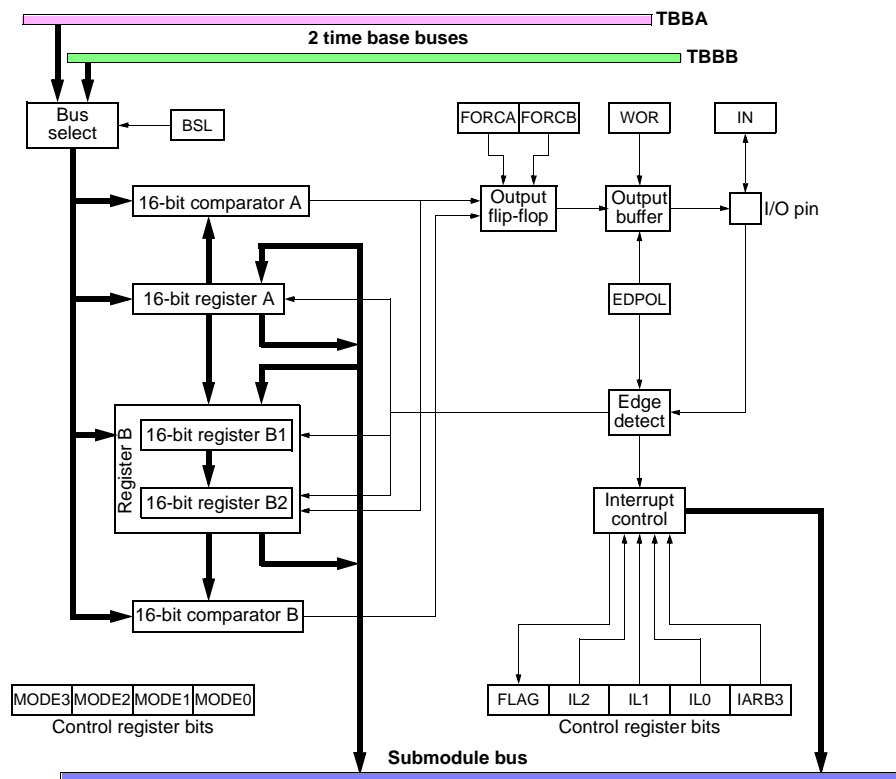 TBBA
2 time base buses
TBBB
Bus
select
BSL
FORCA
FORCB
WOR
IN
16-bit comparator A
Output
flip-flop
Output
buffer
I/O pin
16-bit register A
EDPOL
Register B
16-bit register B1
16-bit register B2
Edge
detect
Interrupt
control
16-bit comparator B
MODE3
MODE2
MODE1
MODE0
Control register bits
FLAG
IL2
IL1
IL0
IARB3
Control register bits
Submodule bus